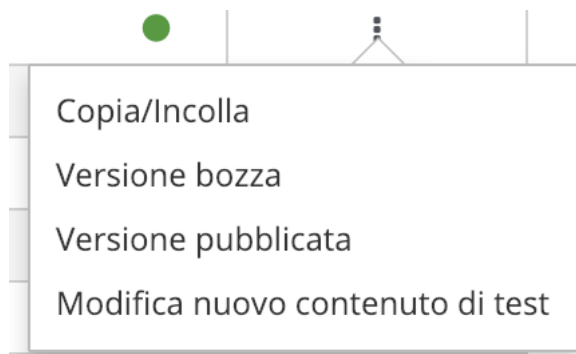 Copia/Incolla
Versione bozza
Versione pubblicata
Modifica nuovo contenuto di test